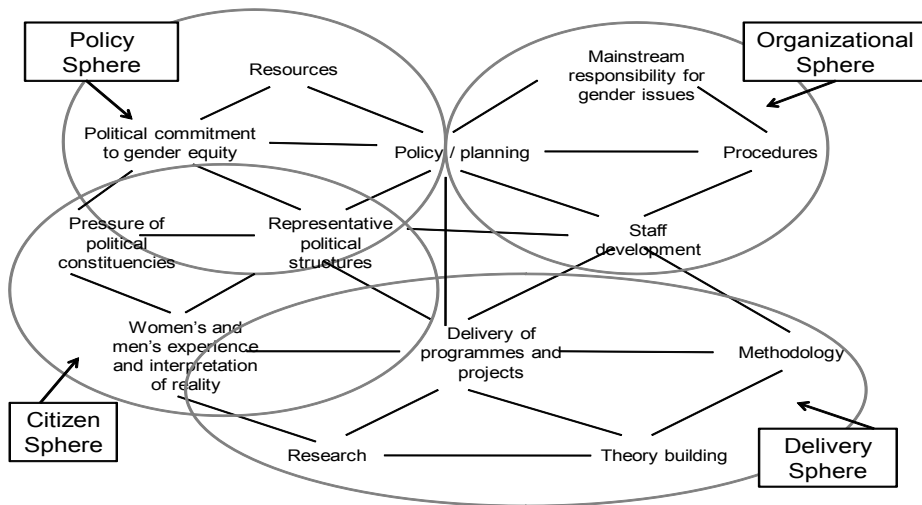 Policy
Sphere
Resources
Mainstream
responsibility for
gender issues
Organizational
Sphere
Political commitment
to gender equity
Policy / planning
Procedures
Pressure of
political
constituencies
Representative
political
structures
Staff
development
Women's and
men's experience
and interpretation
of reality
Delivery of
programmes and
projects
Methodology
Citizen
Sphere
Research
Theory building
Delivery
Sphere